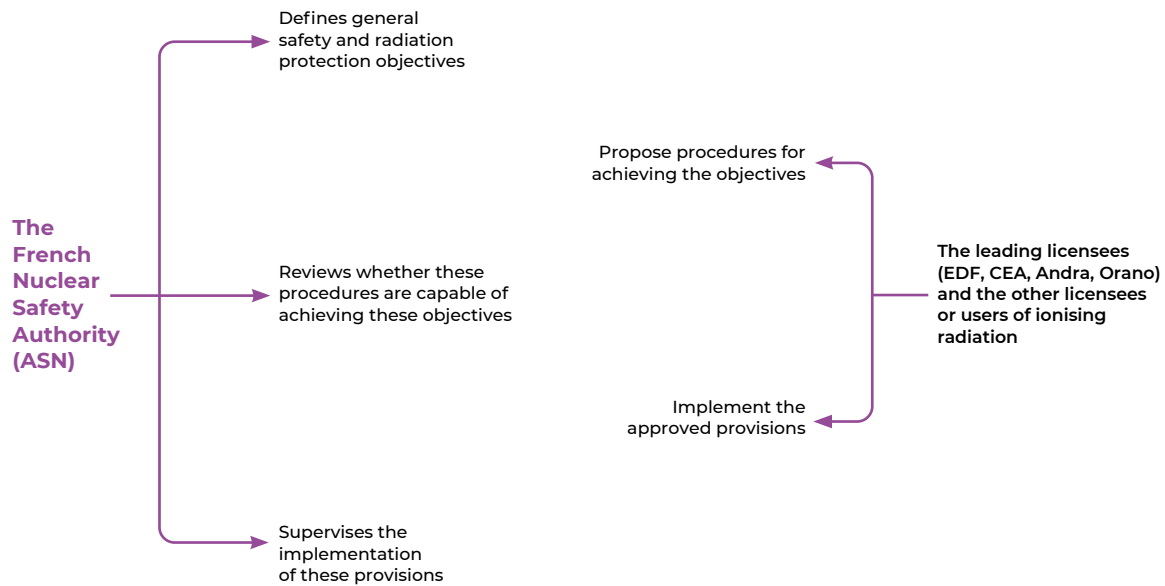 Defines general
safety and radiation
protection objectives
Propose procedures for
achieving the objectives
The
French
Nuclear
Safety
Authority
(ASN)
Reviews whether these
procedures are capable of
achieving these objectives
The leading licensees
(EDF, CEA, Andra, Orano)
and the other licensees
or users of ionising
radiation
Implement the
approved provisions
Supervises the
implementation
of these provisions